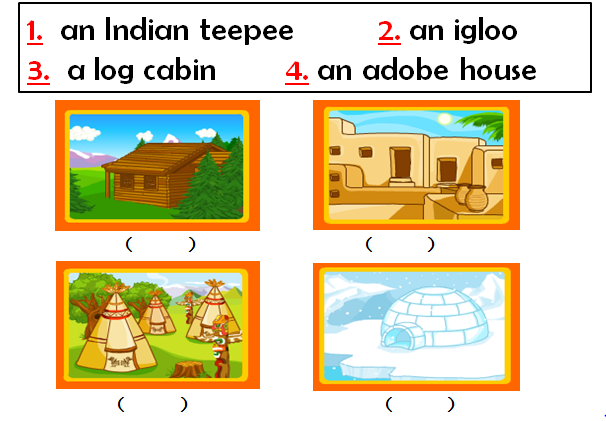 1. an Indian teepee 2. an igloo
3. a log cabin 4. an adobe house
( ) ( )
( ) ( )